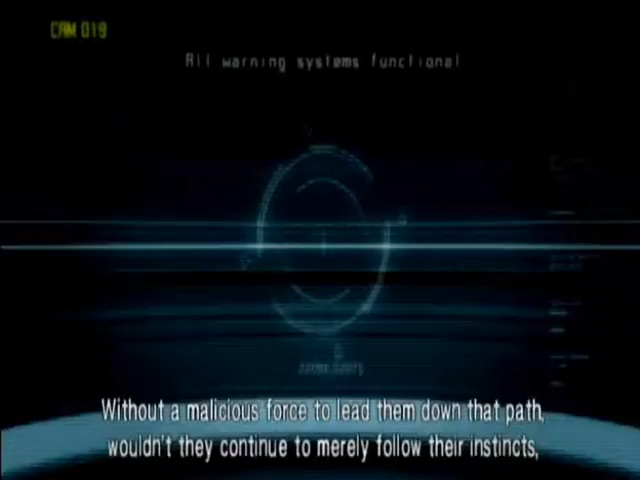 CAM 019
All warning systems functional
Without a malicious force to lead them down that path,
wouldn't they continue to merely follow their instincts,